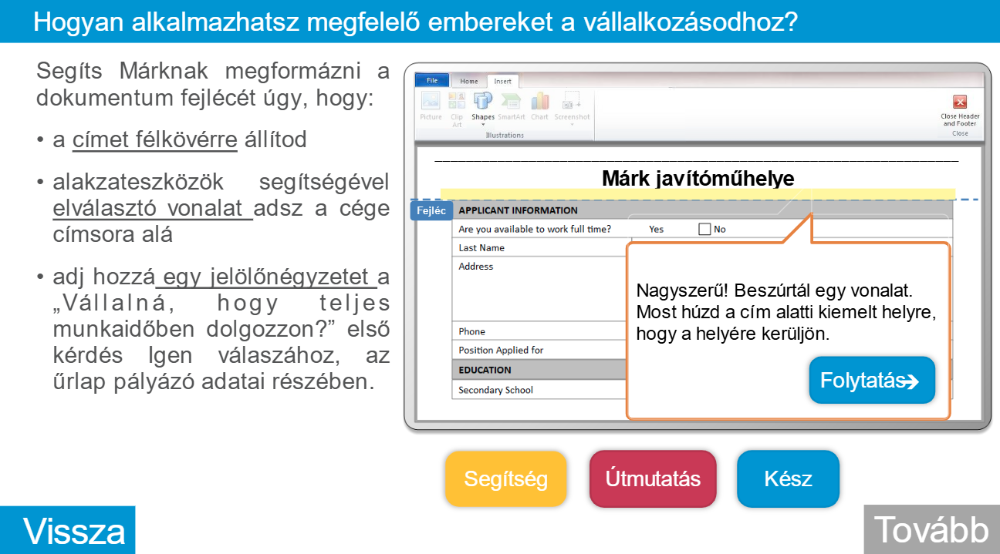 Hogyan alkalmazhatsz megfelelő embereket a vállalkozásodhoz?
Segíts Márknak megformázni a
dokumentum fejlécét úgy, hogy:
• a címet félkövérre állítod
• alakzateszközök segítségével
elválasztó vonalat adsz a cége
címsora alá
• adj hozzá egy jelölőnégyzetet a
„Vállalná, hogy teljes
munkaidőben dolgozzon?” első
kérdés Igen válaszához, az
űrlap pályázó adatai részében.
File Home Insert
Picture Clip Art Shapes SmartArt Chart Screenshot
Illustrations
Close Header
and Footer
Close
Márk javítóműhelye
Fejléc
APPLICANT INFORMATION
Are you available to work full time? Yes No
Last Name
Address
Phone
Position Applied for
EDUCATION
Secondary School
Nagyszerű! Beszúrtál egy vonalat.
Most húzd a cím alatti kiemelt helyre,
hogy a helyére kerüljön.
Folytatás
Segítség
Útmutatás
Kész
Vissza
Tovább